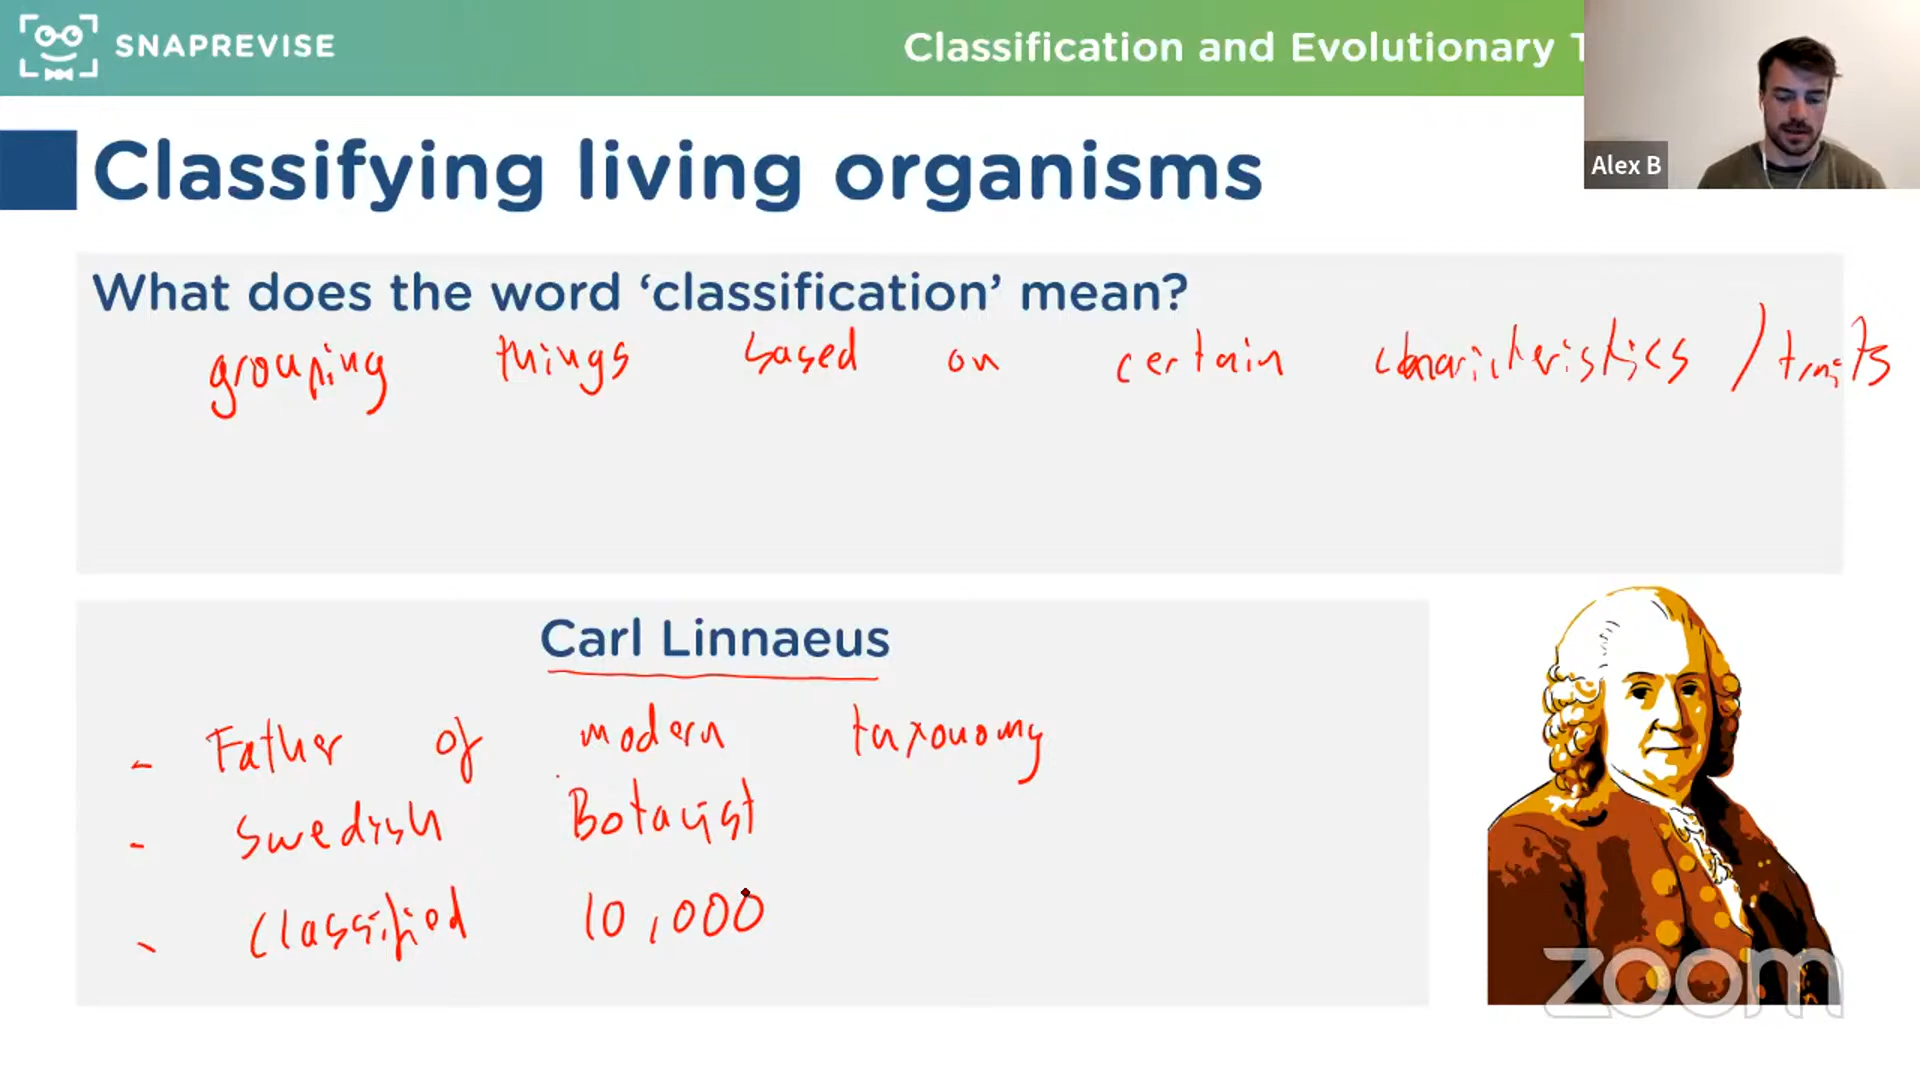 SNAPREVISE
Classification and Evolutionary T
Alex B
Classifying living organisms
What does the word ‘classification’ mean?
grouping things based on certain characteristics / traits
Carl Linnaeus
- Father of modern taxonomy
- Swedish Botanist
- Classified 10,000
zoom